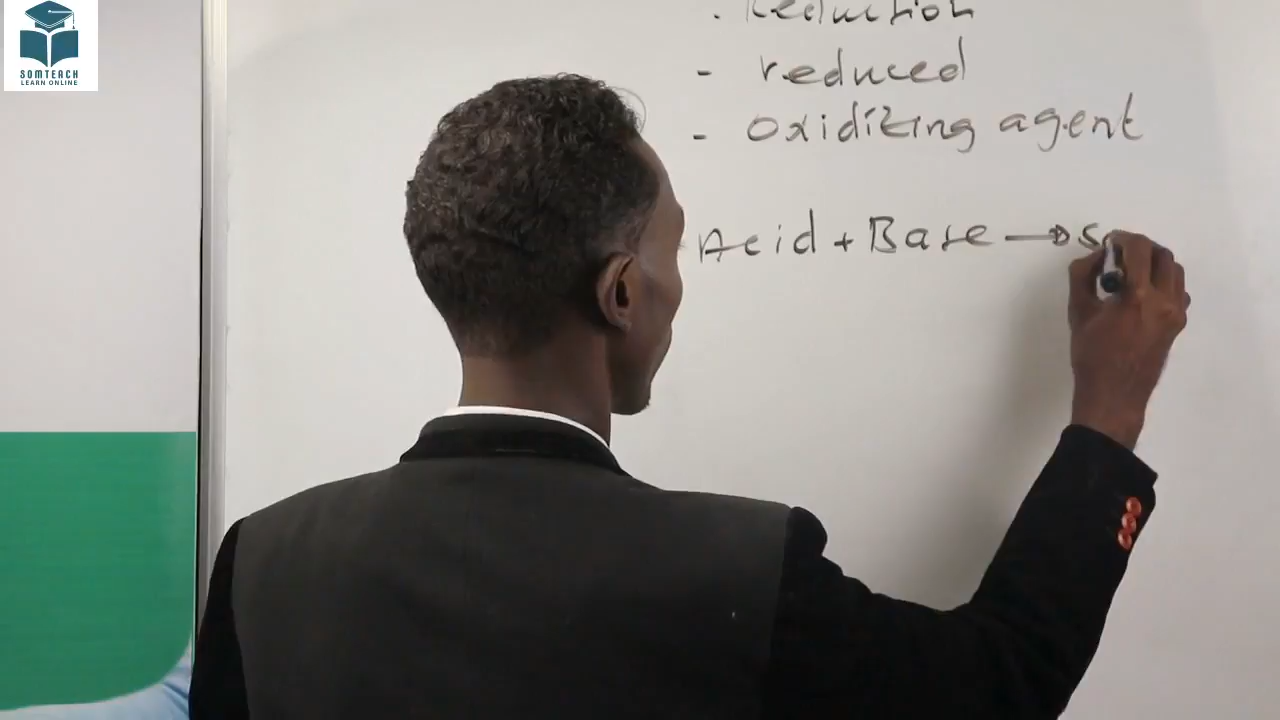 SOMTEACH
LEARN ONLINE
. Reduction
- reduced
- Oxidizing agent
Acid + Base →